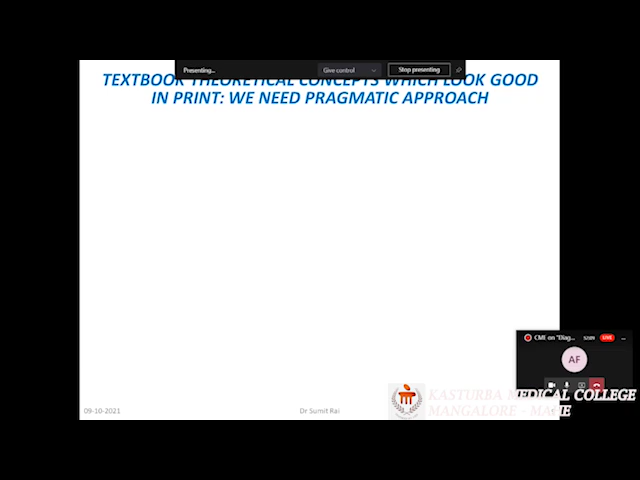 Presenting...
Give control
Stop presenting
TEXTBOOK THEORETICAL CONCEPTS WHICH LOOK GOOD
IN PRINT: WE NEED PRAGMATIC APPROACH
CME on "Diag...
LIVE
AF
KASTURBA MEDICAL COLLEGE
MANGALORE - MAHE
09-10-2021
Dr Sumit Rai